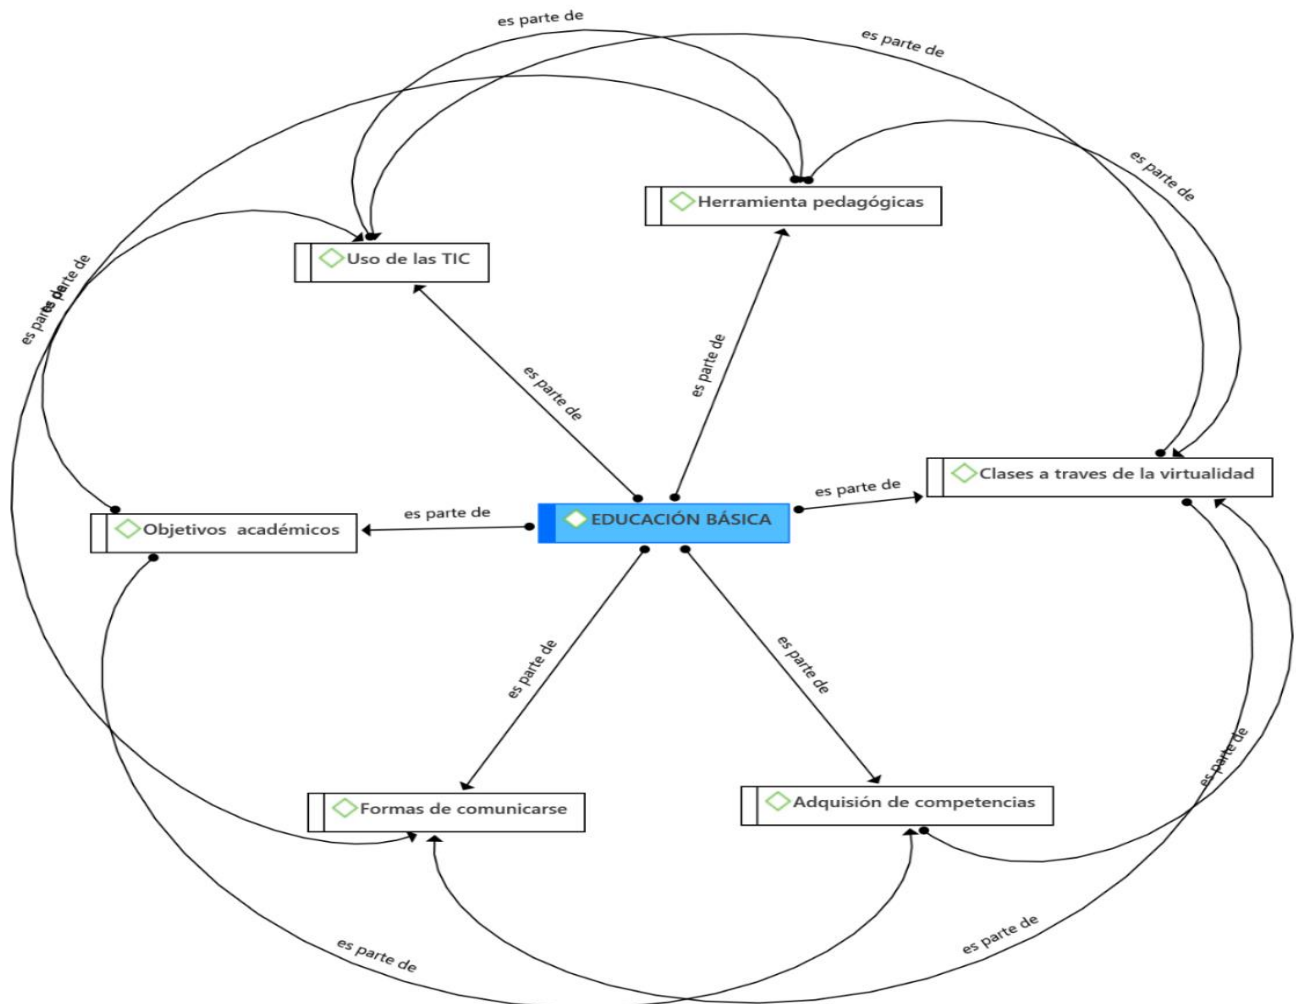 es parte de
es parte de
es parte de
Herramienta pedagógicas
Uso de las TIC
es parte de
es parte de
es parte de
es parte de
Clases a traves de la virtualidad
es parte de
es parte de
EDUCACIÓN BÁSICA
Objetivos académicos
es parte de
es parte de
es parte de
Formas de comunicarse
Adquisión de competencias
es parte de
es parte de